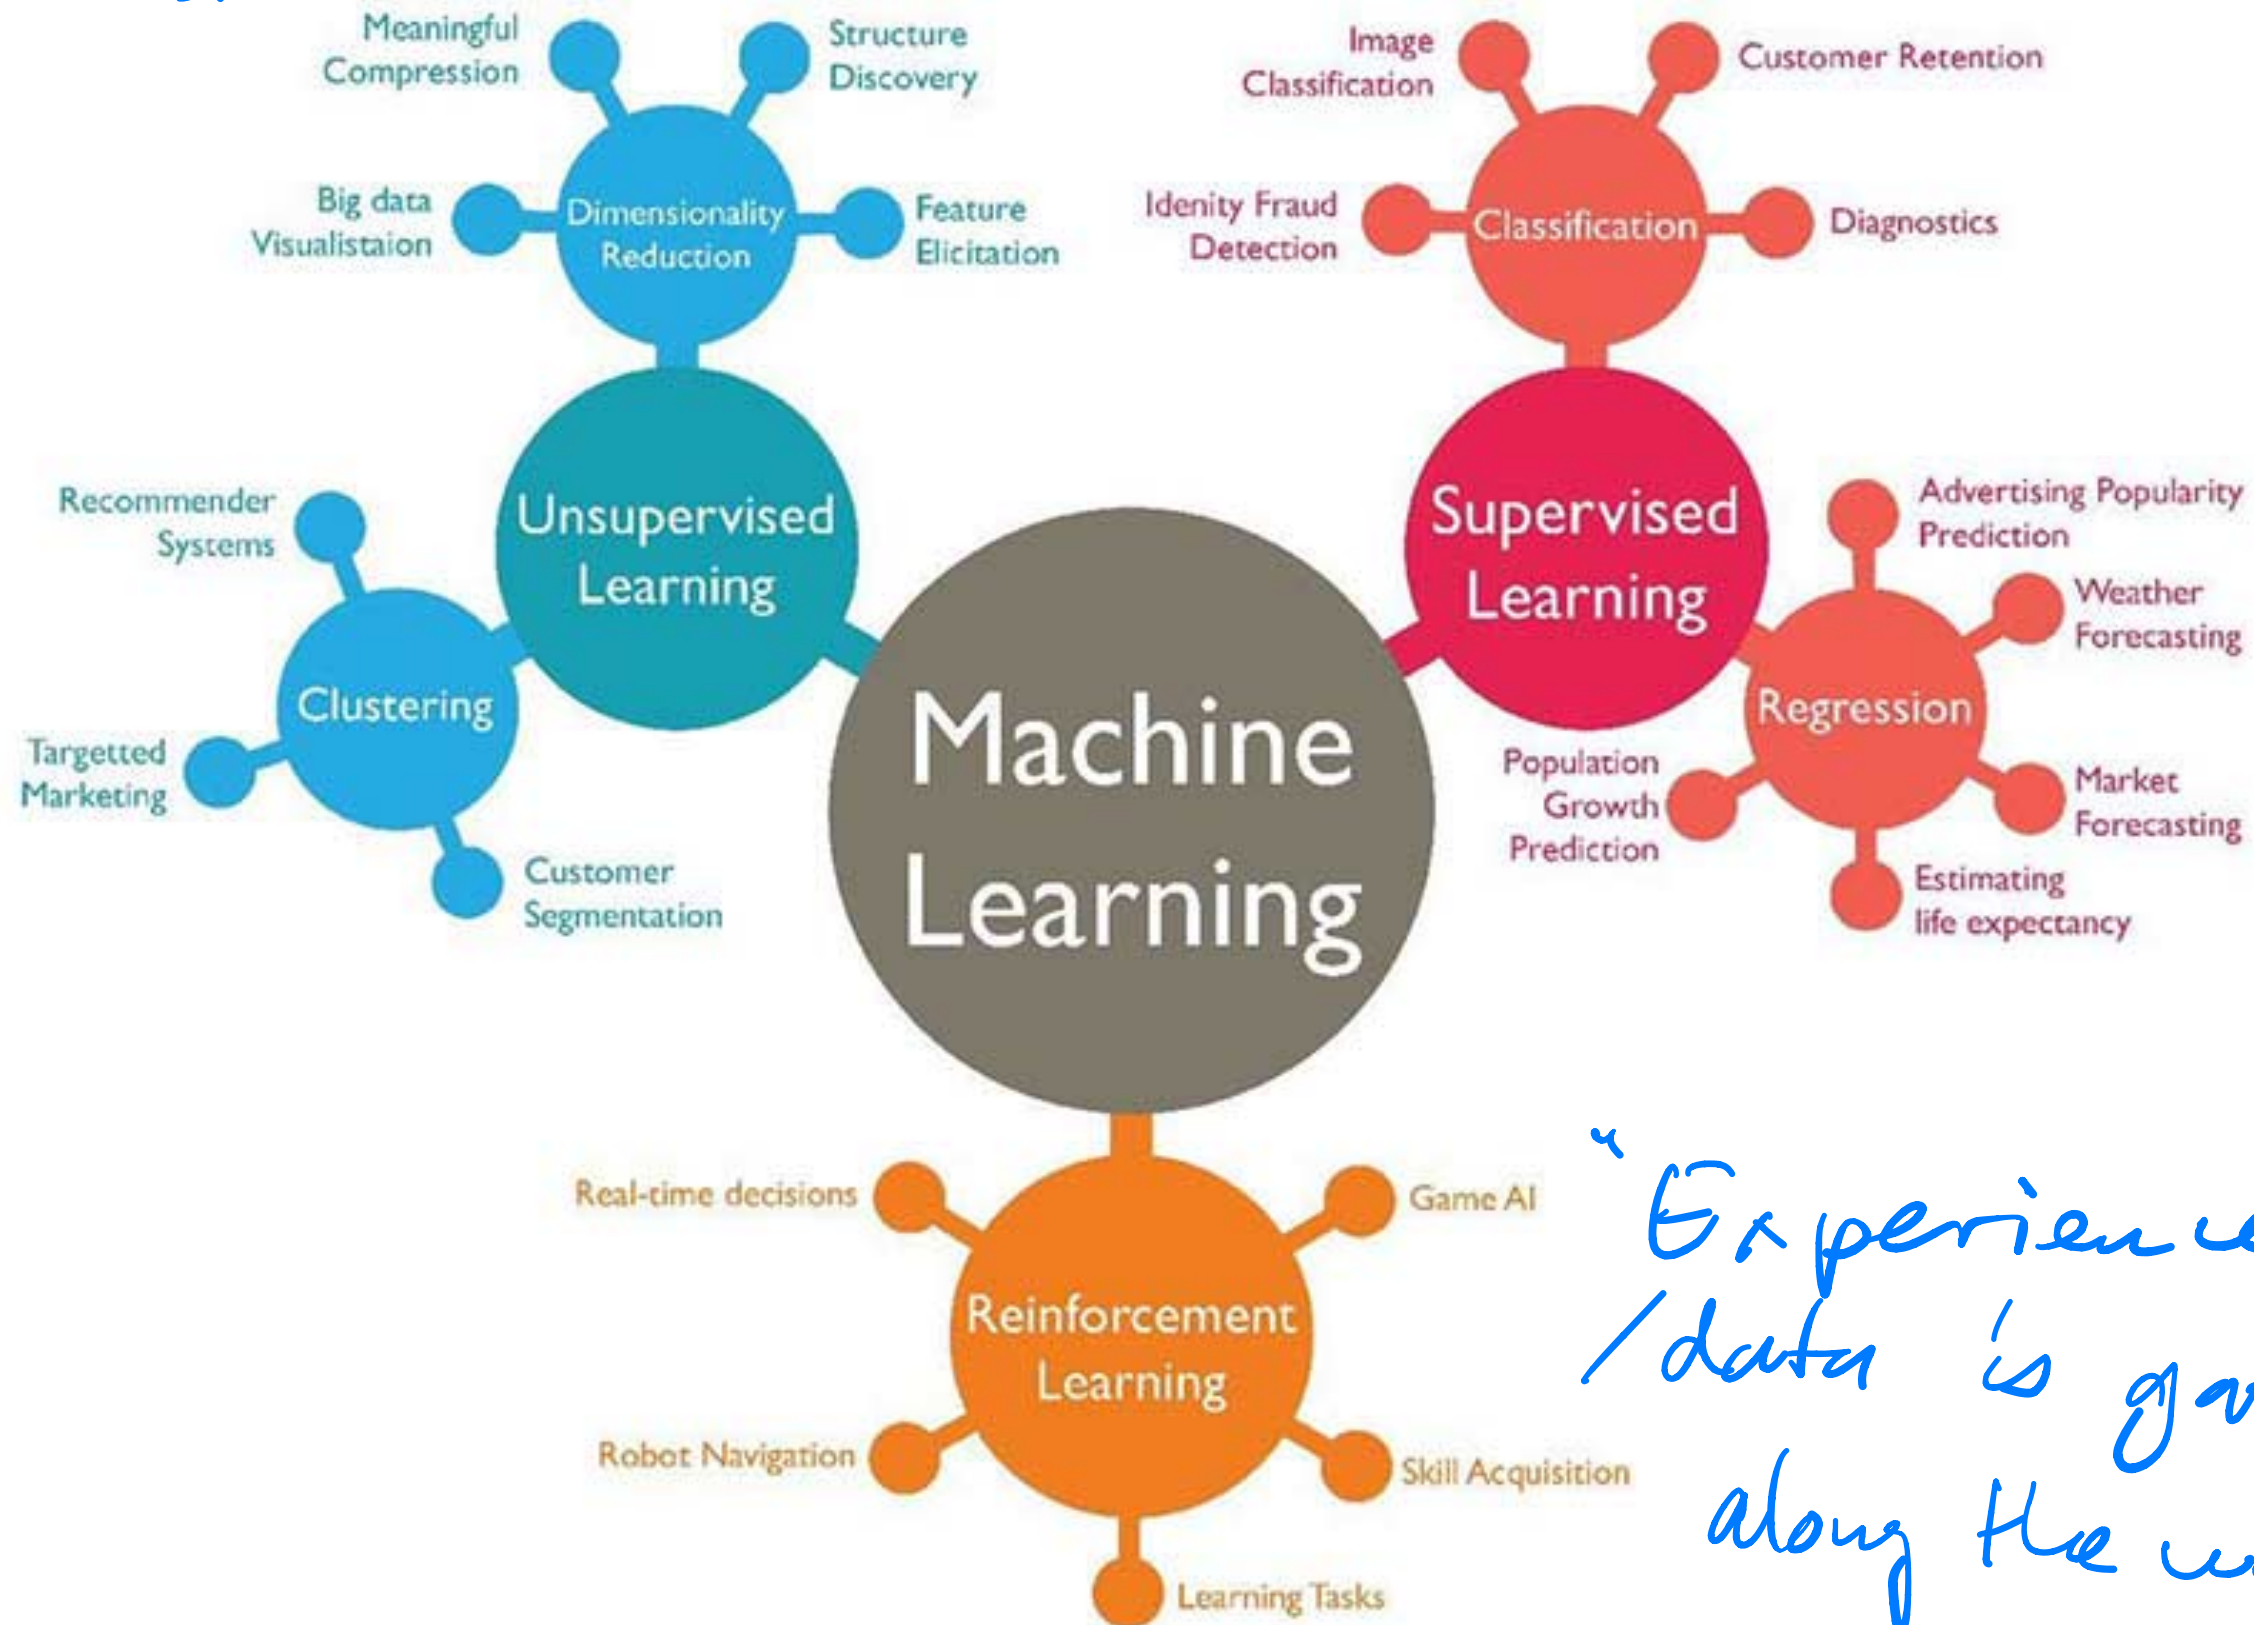 Meaningful
Compression
Structure
Discovery
Big data
Visualistaion
Dimensionality
Reduction
Feature
Elicitation
Image
Classification
Customer Retention
Idenity Fraud
Detection
Classification
Diagnostics
Unsupervised
Learning
Recommender
Systems
Clustering
Targetted
Marketing
Customer
Segmentation
Supervised
Learning
Advertising Popularity
Prediction
Weather
Forecasting
Regression
Population
Growth
Prediction
Market
Forecasting
Estimating
life expectancy
Machine
Learning
Real-time decisions
Game AI
Reinforcement
Learning
Robot Navigation
Skill Acquisition
Learning Tasks
"Experience
/data is
along the